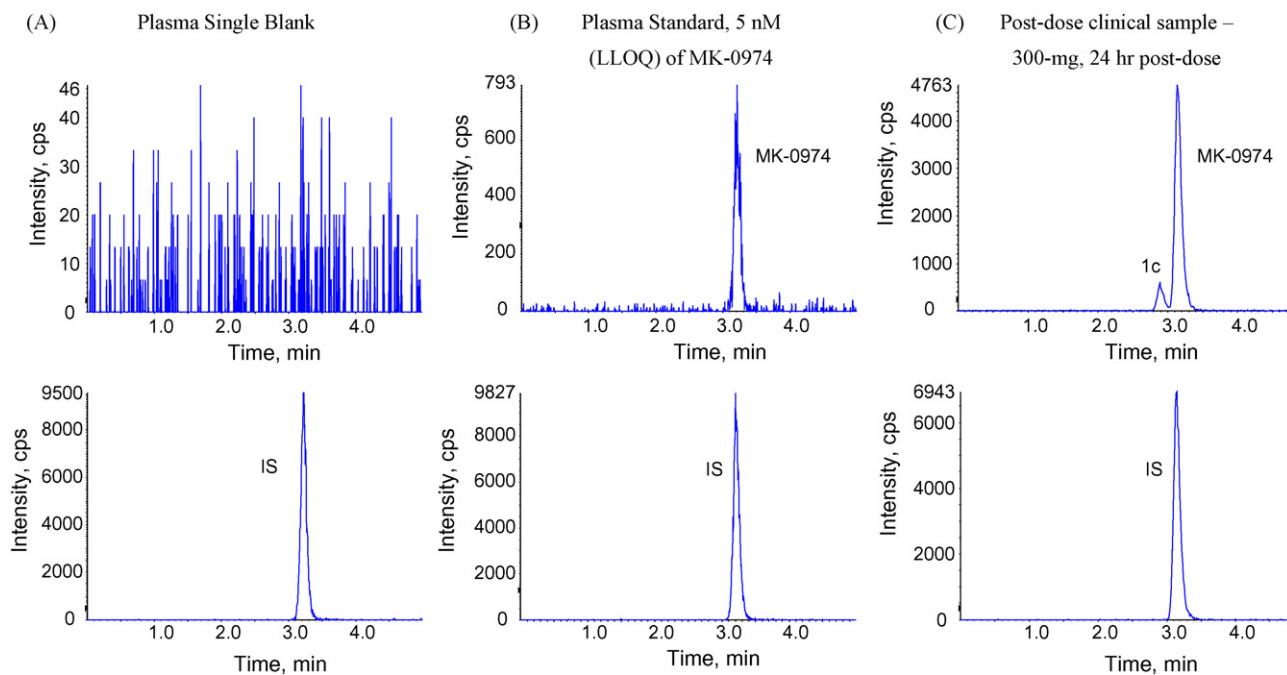 (A) Plasma Single Blank
46
40
30
20
10
0
Intensity, cps
1.0 2.0 3.0 4.0
Time, min
9500
8000
6000
4000
2000
0
Intensity, cps
IS
1.0 2.0 3.0 4.0
Time, min
(B) Plasma Standard, 5 nM
(LLOQ) of MK-0974
793
600
400
200
0
Intensity, cps
MK-0974
1.0 2.0 3.0 4.0
Time, min
9827
8000
6000
4000
2000
0
Intensity, cps
IS
1.0 2.0 3.0 4.0
Time, min
(C) Post-dose clinical sample –
300-mg, 24 hr post-dose
4763
4000
3000
2000
1000
0
Intensity, cps
MK-0974
1c
1.0 2.0 3.0 4.0
Time, min
6943
6000
4000
2000
0
Intensity, cps
IS
1.0 2.0 3.0 4.0
Time, min